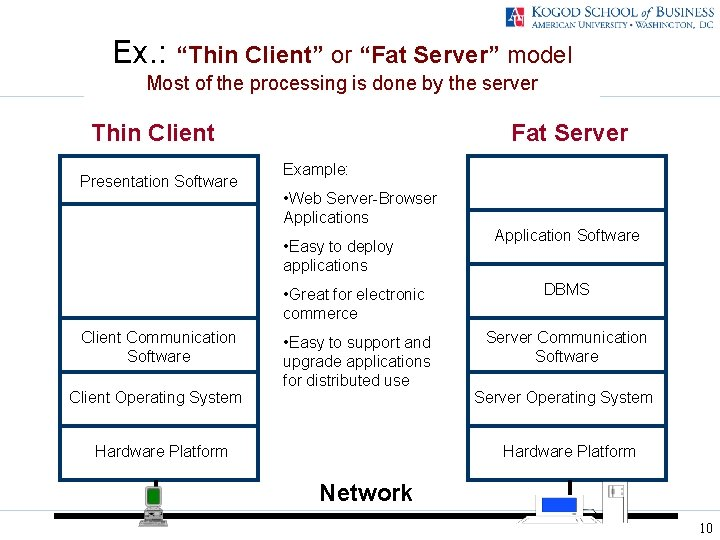 KOGOD SCHOOL of BUSINESS
AMERICAN UNIVERSITY • WASHINGTON, DC
Ex.: “Thin Client” or “Fat Server” model
Most of the processing is done by the server
Thin Client
Fat Server
Presentation Software
Client Communication
Software
Client Operating System
Hardware Platform
Example:
•Web Server-Browser
Applications
•Easy to deploy
applications
•Great for electronic
commerce
•Easy to support and
upgrade applications
for distributed use
Application Software
DBMS
Server Communication
Software
Server Operating System
Hardware Platform
Network
10